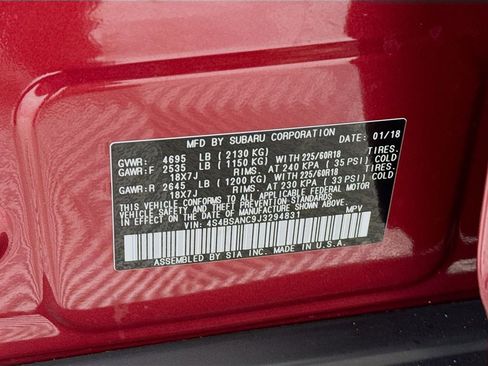 MFD BY SUBARU CORPORATION DATE: 01/18
GVWR: 4695 LB ( 2130 KG)
GAWR:F 2535 LB ( 1150 KG) WITH 225/60R18 TIRES.
18X7J RIMS. AT 240 KPA ( 35 PSI) COLD
GAWR:R 2645 LB ( 1200 KG) WITH 225/60R18 TIRES.
18X7J RIMS. AT 230 KPA ( 33 PSI) COLD
THIS VEHICLE CONFORMS TO ALL APPLICABLE FEDERAL MOTOR
VEHICLE SAFETY, BUMPER, AND THEFT PREVENTION STANDARDS
IN EFFECT ON THE DATE OF MANUFACTURE SHOWN ABOVE.
VIN: 4S4BSANC9J3294831 MPV
ASSEMBLED BY SIA INC. MADE IN U.S.A.